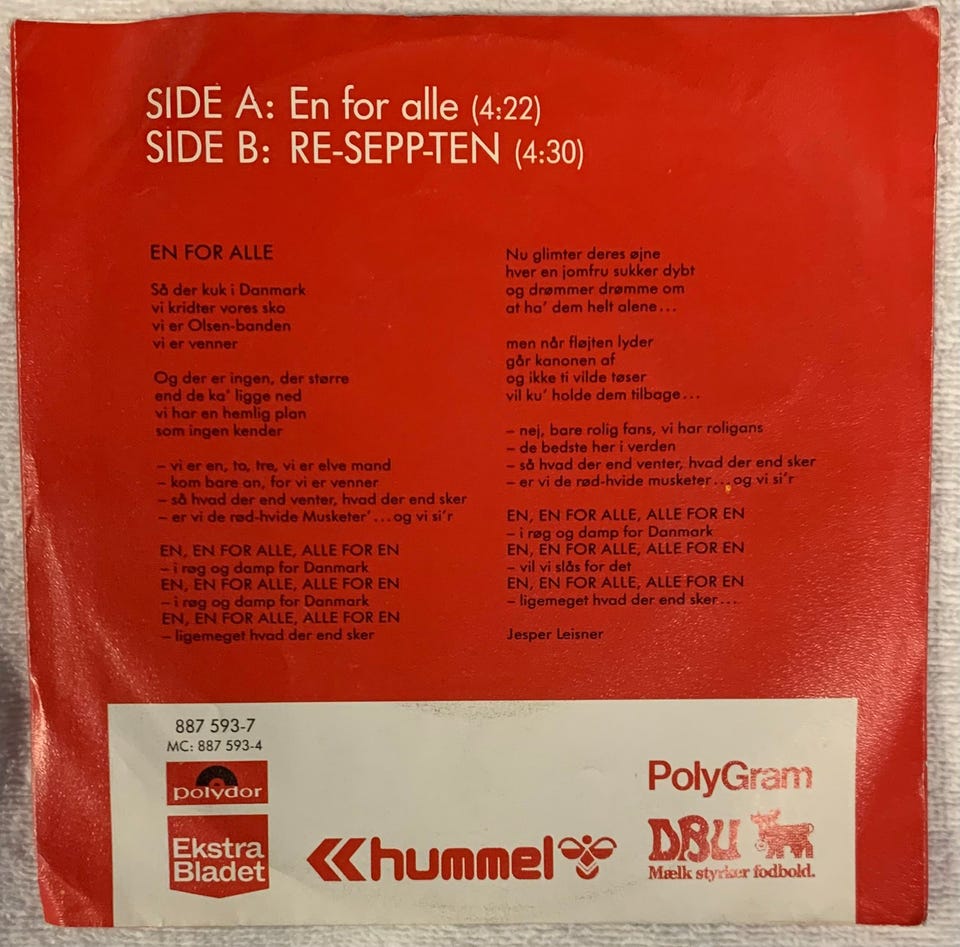 SIDE A: En for alle (4:22)
SIDE B: RE-SEPP-TEN (4:30)
EN FOR ALLE
Så der kuk i Danmark
vi kridter vores sko
vi er Olsen-banden
vi er venner
Og der er ingen, der större
end de ka' ligge ned
vi har en hemlig plan
som ingen kender
– vi er en, to, tre, vi er elve mand
– kom bare an, for vi er venner
– så hvad der end venter, hvad der end sker
– er vi de rød-hvide Musketer'...og vi si'r
EN, EN FOR ALLE, ALLE FOR EN
– i røg og damp for Danmark
EN, EN FOR ALLE, ALLE FOR EN
– i røg og damp for Danmark
EN, EN FOR ALLE, ALLE FOR EN
– ligemeget hvad der end sker
Nu glimter deres øjne
hver en jomfru sukker dybt
og drømmer drømme om
at ha' dem helt alene...
men når fløjten lyder
går kanonen af
og ikke ti vilde tøser
vil ku' holde dem tilbage...
– nej, bare rolig fans, vi har roligans
– de bedste her i verden
– så hvad der end venter, hvad der end sker
– er vi de rød-hvide musketer...og vi si'r
EN, EN FOR ALLE, ALLE FOR EN
– i røg og damp for Danmark
EN, EN FOR ALLE, ALLE FOR EN
– vil vi slås for det
EN, EN FOR ALLE, ALLE FOR EN
– ligemeget hvad der end sker...
Jesper Leisner
887 593-7
MC: 887 593-4
polydor
Ekstra
Bladet
hummel
PolyGram
DBU
Mælk styrker fodbold.